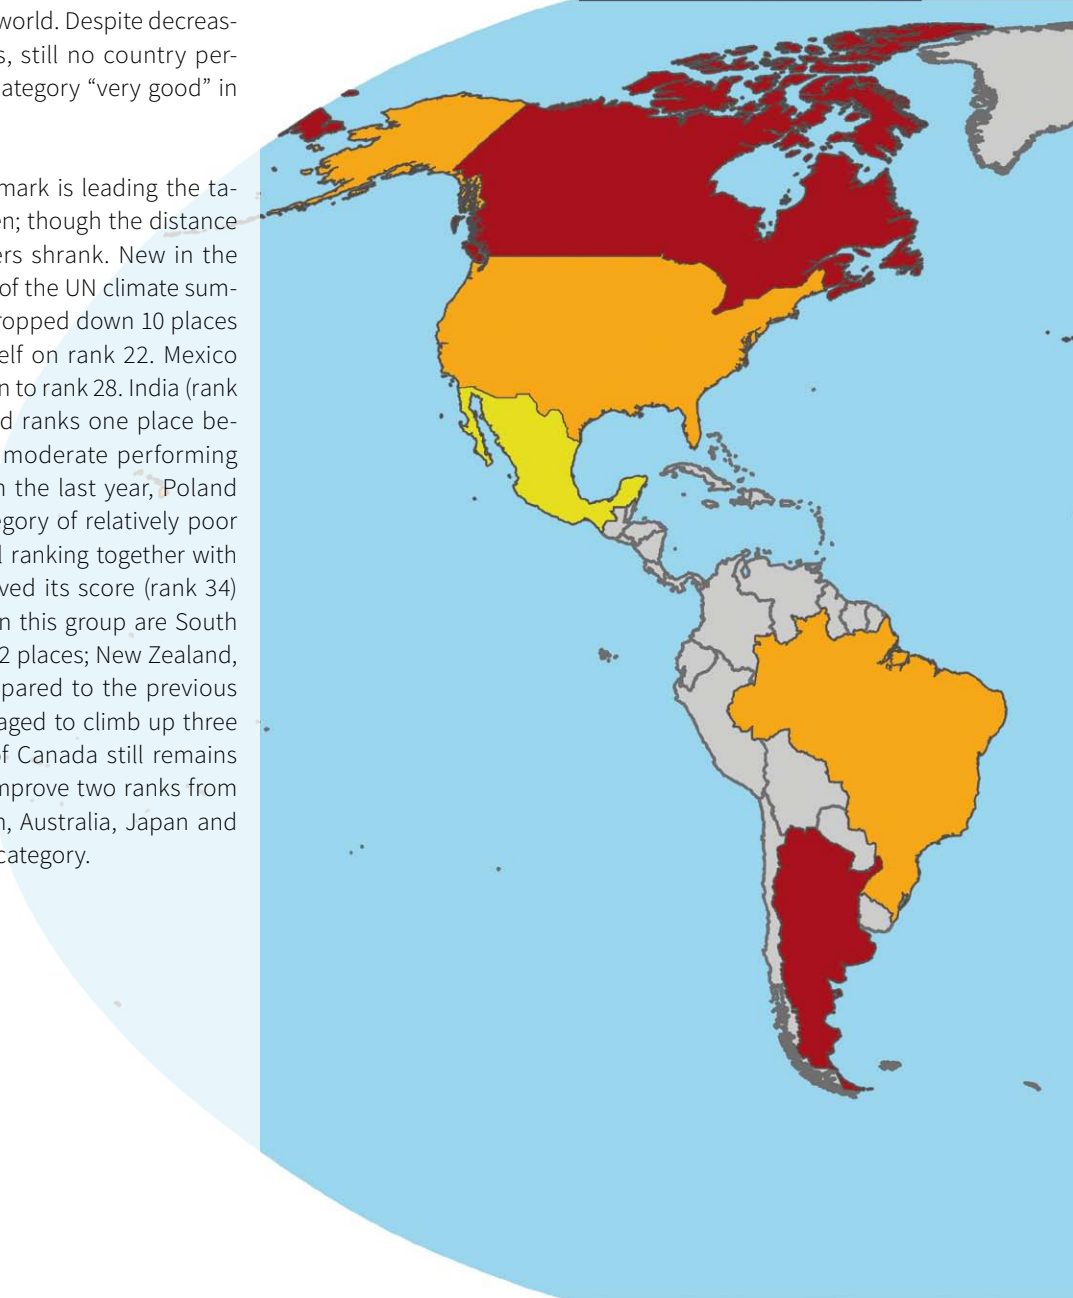 world. Despite decreas-
s, still no country per-
ategory “very good” in
mark is leading the ta-
en; though the distance
ers shrank. New in the
of the UN climate sum-
ropped down 10 places
elf on rank 22. Mexico
n to rank 28. India (rank
d ranks one place be-
moderate performing
n the last year, Poland
egory of relatively poor
l ranking together with
ved its score (rank 34)
n this group are South
2 places; New Zealand,
pared to the previous
aged to climb up three
of Canada still remains
mprove two ranks from
n, Australia, Japan and
category.